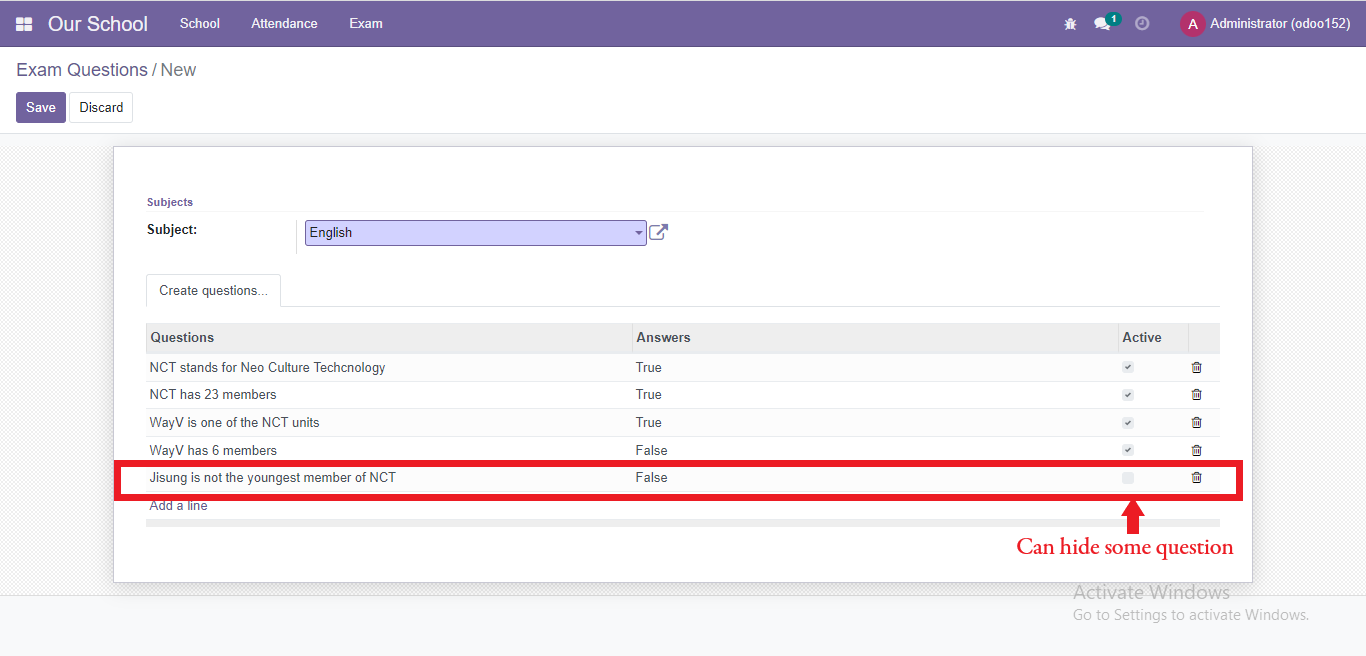 Our School School Attendance Exam 1 A Administrator (odoo152)
Exam Questions / New
Save Discard
Subjects
Subject: English
Create questions...
Questions Answers Active
NCT stands for Neo Culture Techcnology True
NCT has 23 members True
WayV is one of the NCT units True
WayV has 6 members False
Jisung is not the youngest member of NCT False
Add a line
Can hide some question
Activate Windows
Go to Settings to activate Windows.